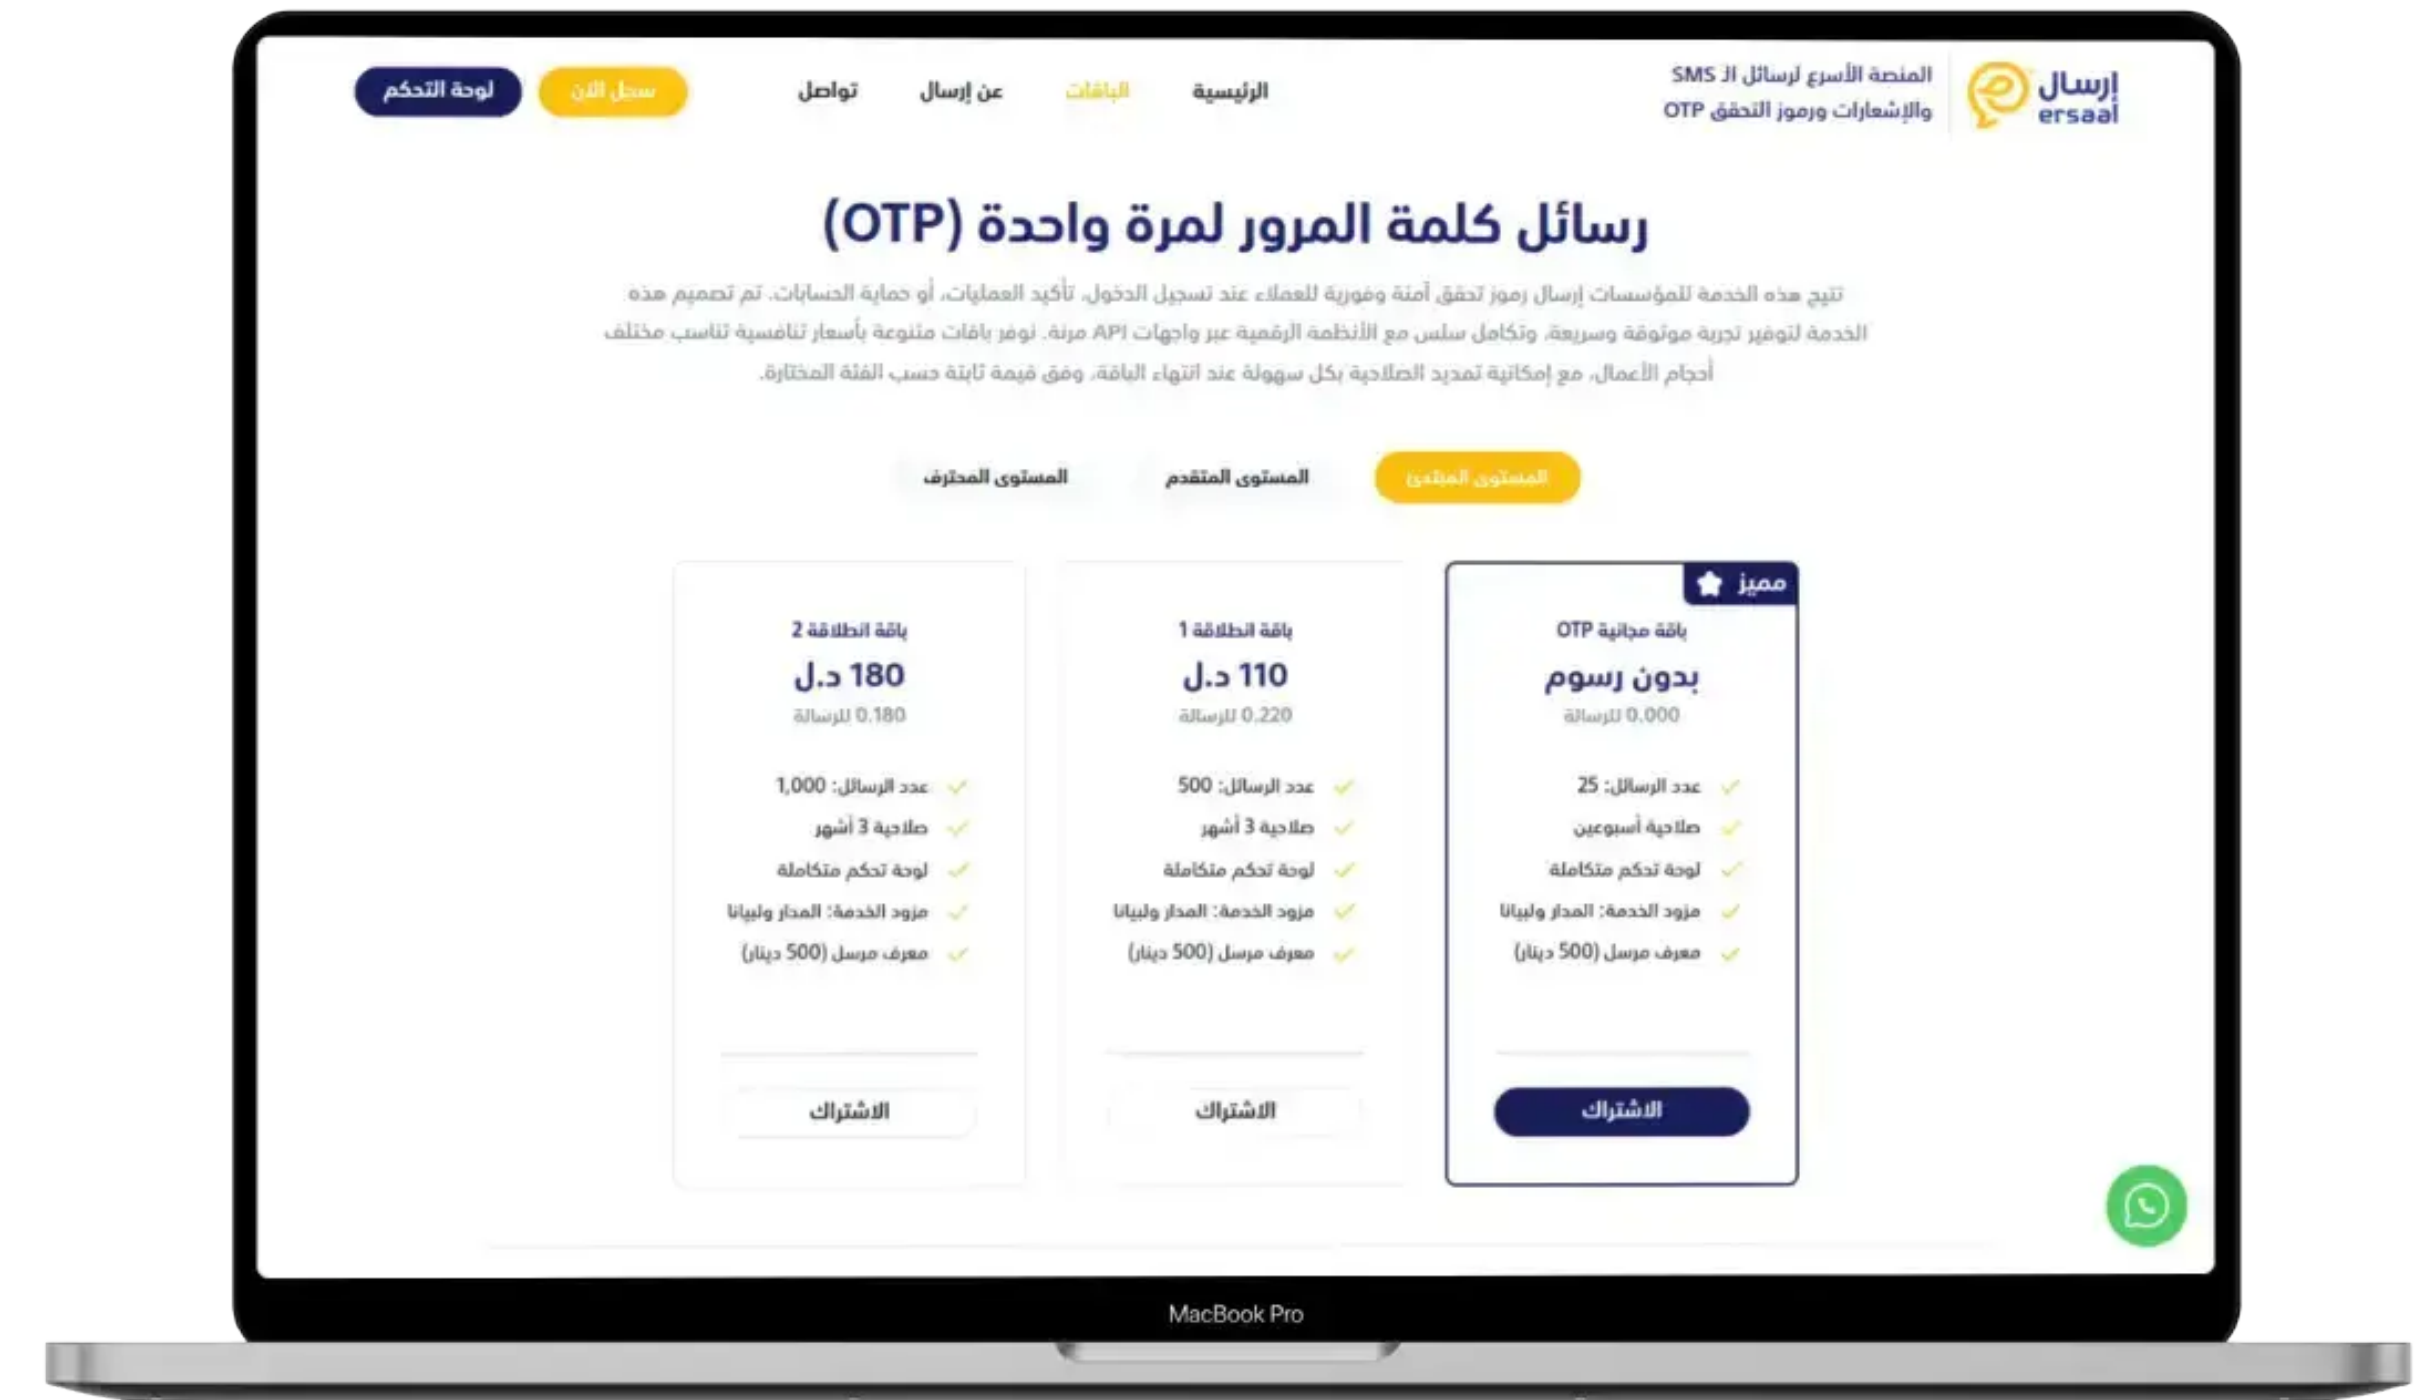 إرسال
ersaal
المنصة الأسرع لرسائل الـ SMS
والإشعارات ورموز التحقق OTP
الرئيسية
الباقات
عن إرسال
تواصل
سجل الآن
لوحة التحكم
رسائل كلمة المرور لمرة واحدة (OTP)
تتيح هذه الخدمة للمؤسسات إرسال رموز تحقق آمنة وفورية للعملاء عند تسجيل الدخول، تأكيد العمليات، أو حماية الحسابات. تم تصميم هذه
الخدمة لتوفير تجربة موثوقة وسريعة، وتكامل سلس مع الأنظمة الرقمية عبر واجهات API مرنة. نوفر باقات متنوعة بأسعار تنافسية تناسب مختلف
أحجام الأعمال، مع إمكانية تمديد الصلاحية بكل سهولة عند انتهاء الباقة، وفق قيمة ثابتة حسب الفئة المختارة.
المستوى المبتدئ
المستوى المتقدم
المستوى المحترف
مميز
باقة مجانية OTP
بدون رسوم
0.000 للرسالة
عدد الرسائل: 25
صلاحية أسبوعين
لوحة تحكم متكاملة
مزود الخدمة: المدار ولبيانا
معرف مرسل (500 دينار)
الاشتراك
باقة انطلاقة 1
110 د.ل
0.220 للرسالة
عدد الرسائل: 500
صلاحية 3 أشهر
لوحة تحكم متكاملة
مزود الخدمة: المدار ولبيانا
معرف مرسل (500 دينار)
الاشتراك
باقة انطلاقة 2
180 د.ل
0.180 للرسالة
عدد الرسائل: 1,000
صلاحية 3 أشهر
لوحة تحكم متكاملة
مزود الخدمة: المدار ولبيانا
معرف مرسل (500 دينار)
الاشتراك
MacBook Pro